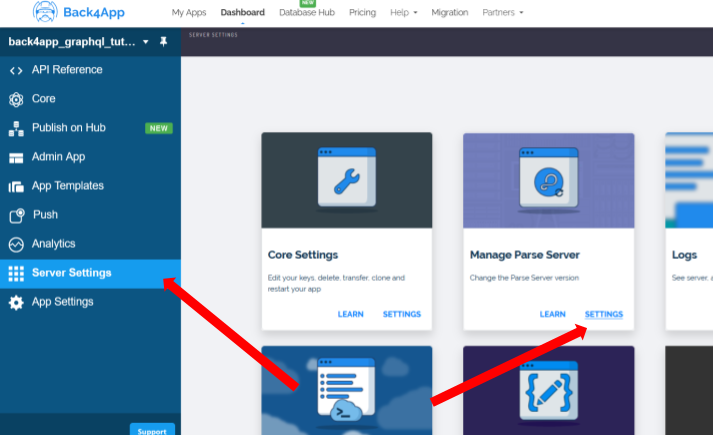 Back4App
My Apps Dashboard Database Hub Pricing Help Migration Partners
NEW
back4app_graphql_tut...
SERVER SETTINGS
API Reference
Core
Publish on Hub NEW
Admin App
App Templates
Push
Analytics
Server Settings
App Settings
Support
Core Settings
Edit your keys, delete, transfer, clone and
restart your app
LEARN SETTINGS
Manage Parse Server
Change the Parse Server version
LEARN SETTINGS
Logs
See server, a